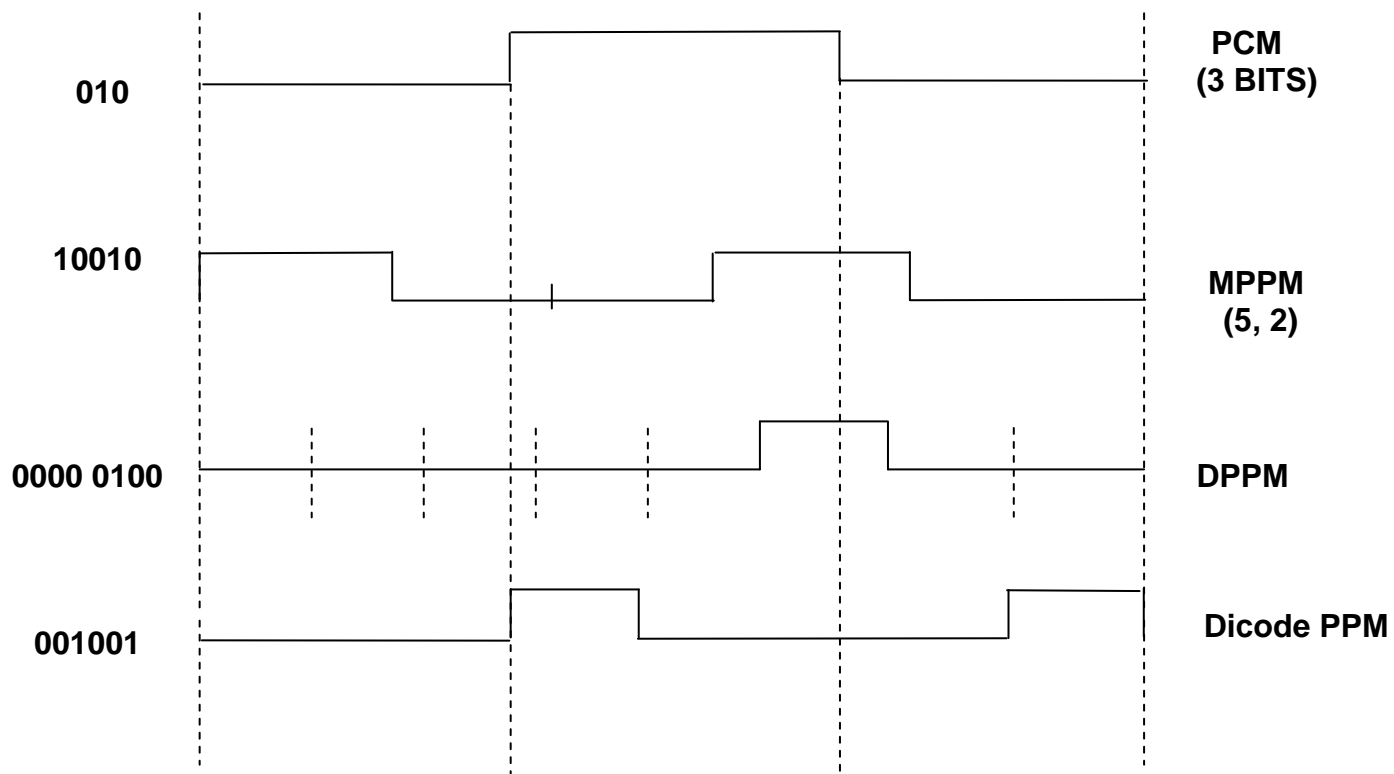 010
PCM
(3 BITS)
10010
MPPM
(5, 2)
0000 0100
DPPM
001001
Dicode PPM